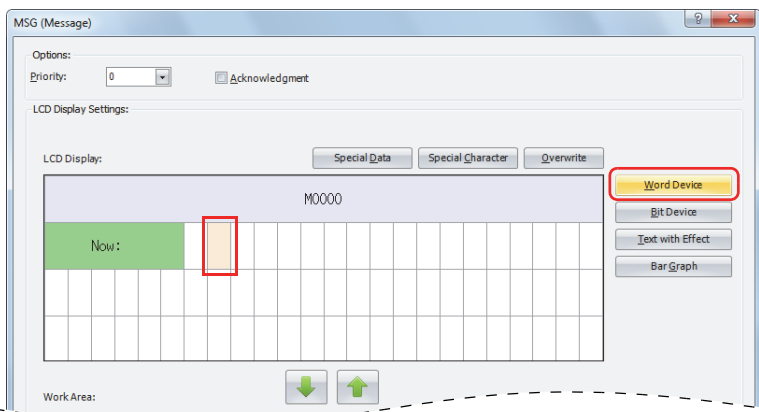 MSG (Message)
Options:
Priority: 0 Acknowledgment
LCD Display Settings:
LCD Display: Special Data Special Character Overwrite
M0000
Word Device
Bit Device
Now:
Text with Effect
Bar Graph
Work Area: